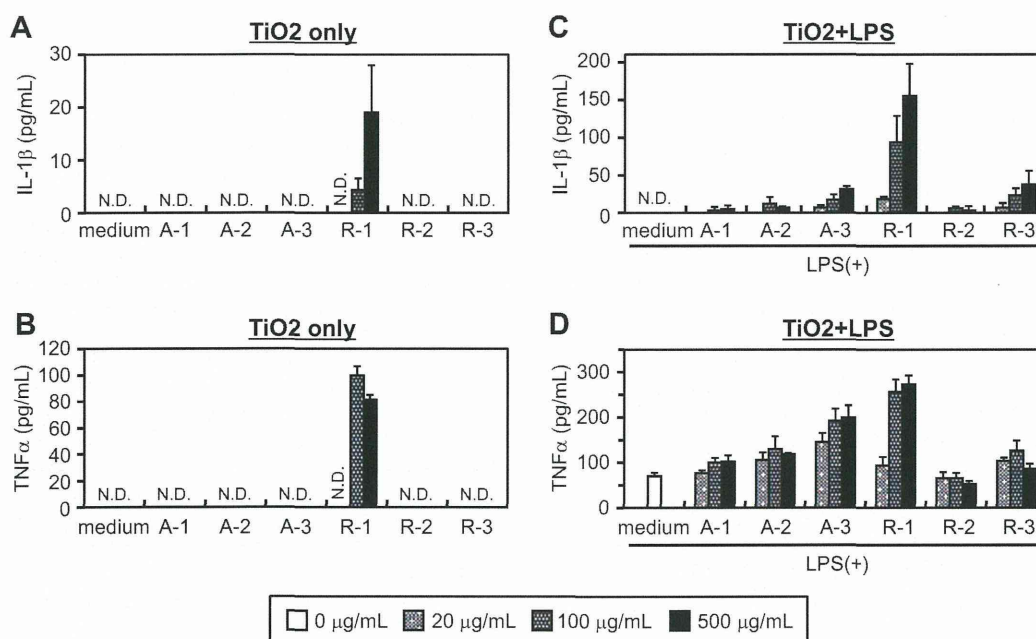 A
TiO2 only
IL-1β (pg/mL)
30
20
10
0
N.D. N.D. N.D. N.D. N.D. N.D. N.D.
medium A-1 A-2 A-3 R-1 R-2 R-3
B
TiO2 only
TNFα (pg/mL)
120
100
80
60
40
20
0
N.D. N.D. N.D. N.D. N.D. N.D. N.D.
medium A-1 A-2 A-3 R-1 R-2 R-3
C
TiO2+LPS
IL-1β (pg/mL)
200
150
100
50
0
N.D.
medium A-1 A-2 A-3 R-1 R-2 R-3
LPS(+)
D
TiO2+LPS
TNFα (pg/mL)
300
200
100
0
medium A-1 A-2 A-3 R-1 R-2 R-3
LPS(+)
0 μg/mL 20 μg/mL 100 μg/mL 500 μg/mL